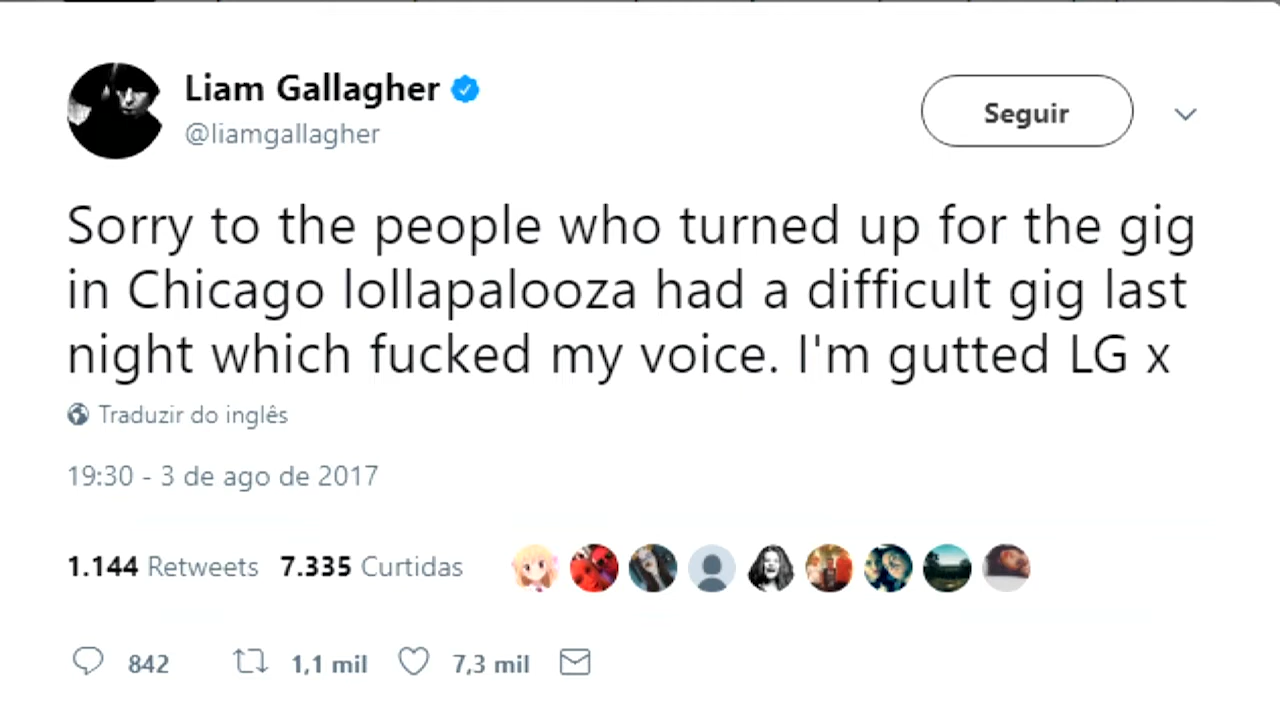 Liam Gallagher
@liamgallagher
Seguir
Sorry to the people who turned up for the gig
in Chicago lollapalooza had a difficult gig last
night which fucked my voice. I'm gutted LG x
Traduzir do inglês
19:30 - 3 de ago de 2017
1.144 Retweets 7.335 Curtidas
842 1,1 mil 7,3 mil